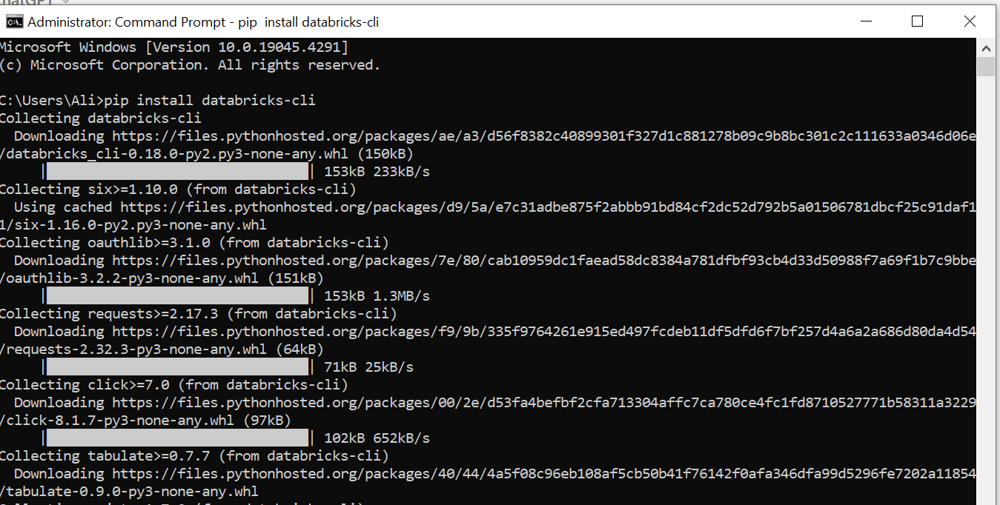 Administrator: Command Prompt - pip install databricks-cli
Microsoft Windows [Version 10.0.19045.4291]
(c) Microsoft Corporation. All rights reserved.
C:\Users\Ali>pip install databricks-cli
Collecting databricks-cli
Downloading https://files.pythonhosted.org/packages/ae/a3/d56f8382c40899301f327d1c881278b09c9b8bc301c2c111633a0346d06e
/databricks_cli-0.18.0-py2.py3-none-any.whl (150kB)
| | 153kB 233kB/s
Collecting six>=1.10.0 (from databricks-cli)
Using cached https://files.pythonhosted.org/packages/d9/5a/e7c31adbe875f2abbb91bd84cf2dc52d792b5a01506781dbcf25c91daf1
1/six-1.16.0-py2.py3-none-any.whl
Collecting oauthlib>=3.1.0 (from databricks-cli)
Downloading https://files.pythonhosted.org/packages/7e/80/cab10959dc1faead58dc8384a781dfbf93cb4d33d50988f7a69f1b7c9bbe
/oauthlib-3.2.2-py3-none-any.whl (151kB)
| | 153kB 1.3MB/s
Collecting requests>=2.17.3 (from databricks-cli)
Downloading https://files.pythonhosted.org/packages/f9/9b/335f9764261e915ed497fcdeb11df5dfd6f7bf257d4a6a2a686d80da4d54
/requests-2.32.3-py3-none-any.whl (64kB)
| | 71kB 25kB/s
Collecting click>=7.0 (from databricks-cli)
Downloading https://files.pythonhosted.org/packages/00/2e/d53fa4befbf2cfa713304affc7ca780ce4fc1fd8710527771b58311a3229
/click-8.1.7-py3-none-any.whl (97kB)
| | 102kB 652kB/s
Collecting tabulate>=0.7.7 (from databricks-cli)
Downloading https://files.pythonhosted.org/packages/40/44/4a5f08c96eb108af5cb50b41f76142f0afa346dfa99d5296fe7202a11854
/tabulate-0.9.0-py3-none-any.whl